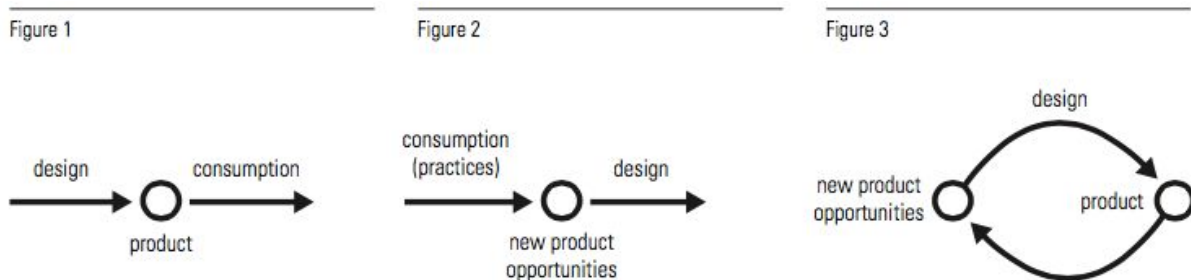 Figure 1
design
consumption
product
Figure 2
consumption
(practices)
design
new product
opportunities
Figure 3
design
new product
opportunities
product